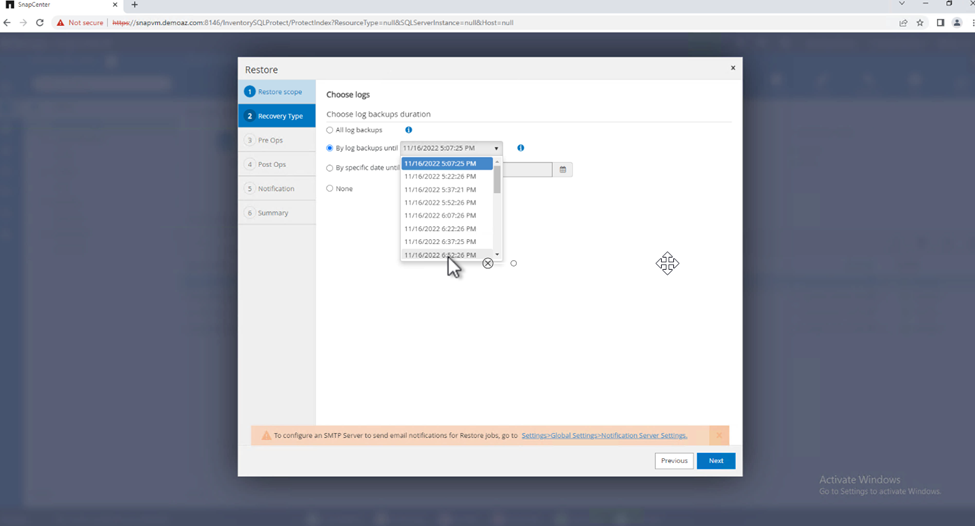 SnapCenter
Not secure https://snapvm.demoaz.com:8146/InventorySQLProtect/ProtectIndex?ResourceType=null&SQLServerInstance=null&Host=null
Restore
1 Restore scope
2 Recovery Type
3 Pre Ops
4 Post Ops
5 Notification
6 Summary
Choose logs
Choose log backups duration
All log backups
By log backups until 11/16/2022 5:07:25 PM
11/16/2022 5:07:25 PM
11/16/2022 5:22:26 PM
11/16/2022 5:37:21 PM
11/16/2022 5:52:26 PM
11/16/2022 6:07:26 PM
11/16/2022 6:22:26 PM
11/16/2022 6:37:25 PM
11/16/2022 6:52:26 PM
By specific date until
None
To configure an SMTP Server to send email notifications for Restore jobs, go to Settings>Global Settings>Notification Server Settings.
Previous
Next
Activate Windows
Go to Settings to activate Windows.